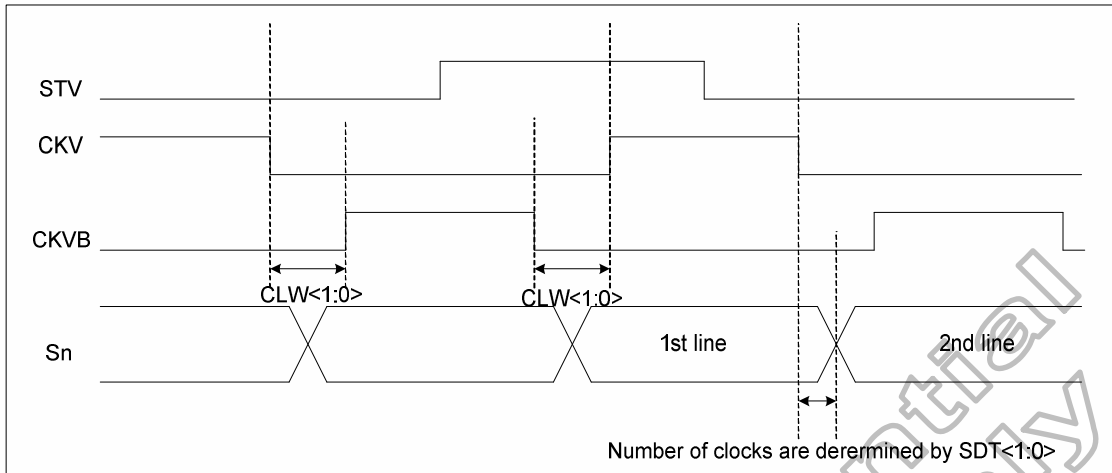 STV
CKV
CKVB
CLW<1:0>
CLW<1:0>
Sn
1st line
2nd line
Number of clocks are derermined by SDT<1:0>